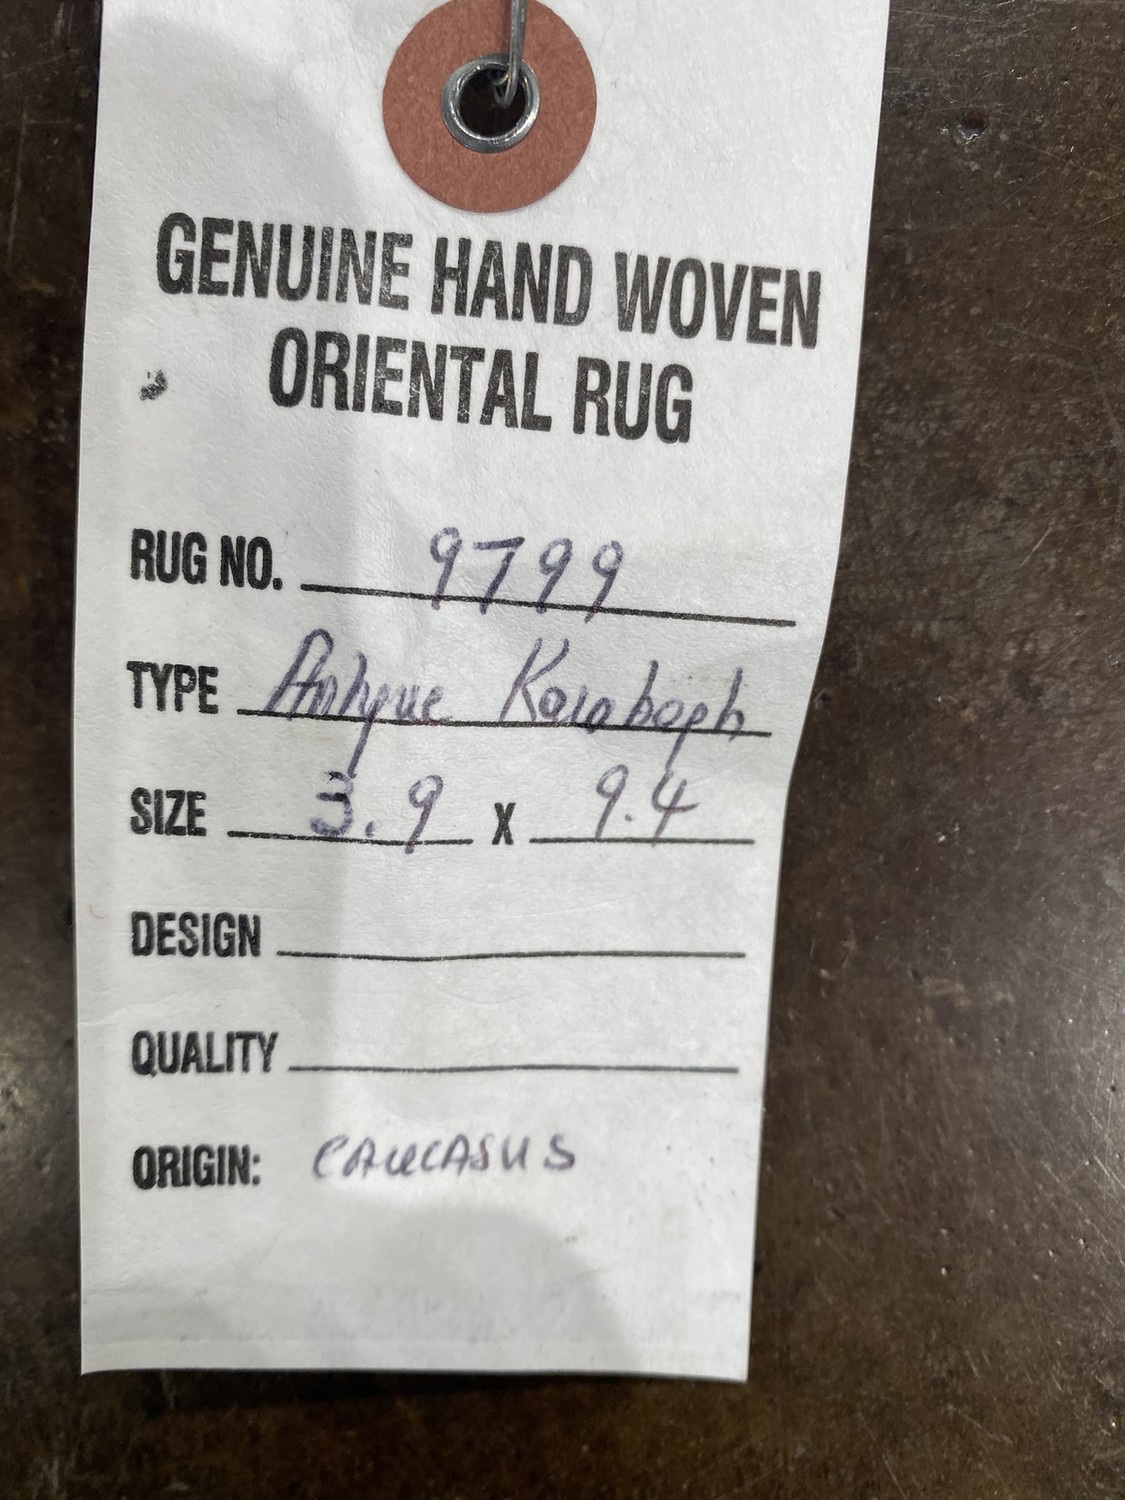 GENUINE HAND WOVEN
ORIENTAL RUG
RUG NO. 9799
TYPE Antique Karabagh
SIZE 3.9 X 9.4
DESIGN
QUALITY
ORIGIN: CAUCASUS